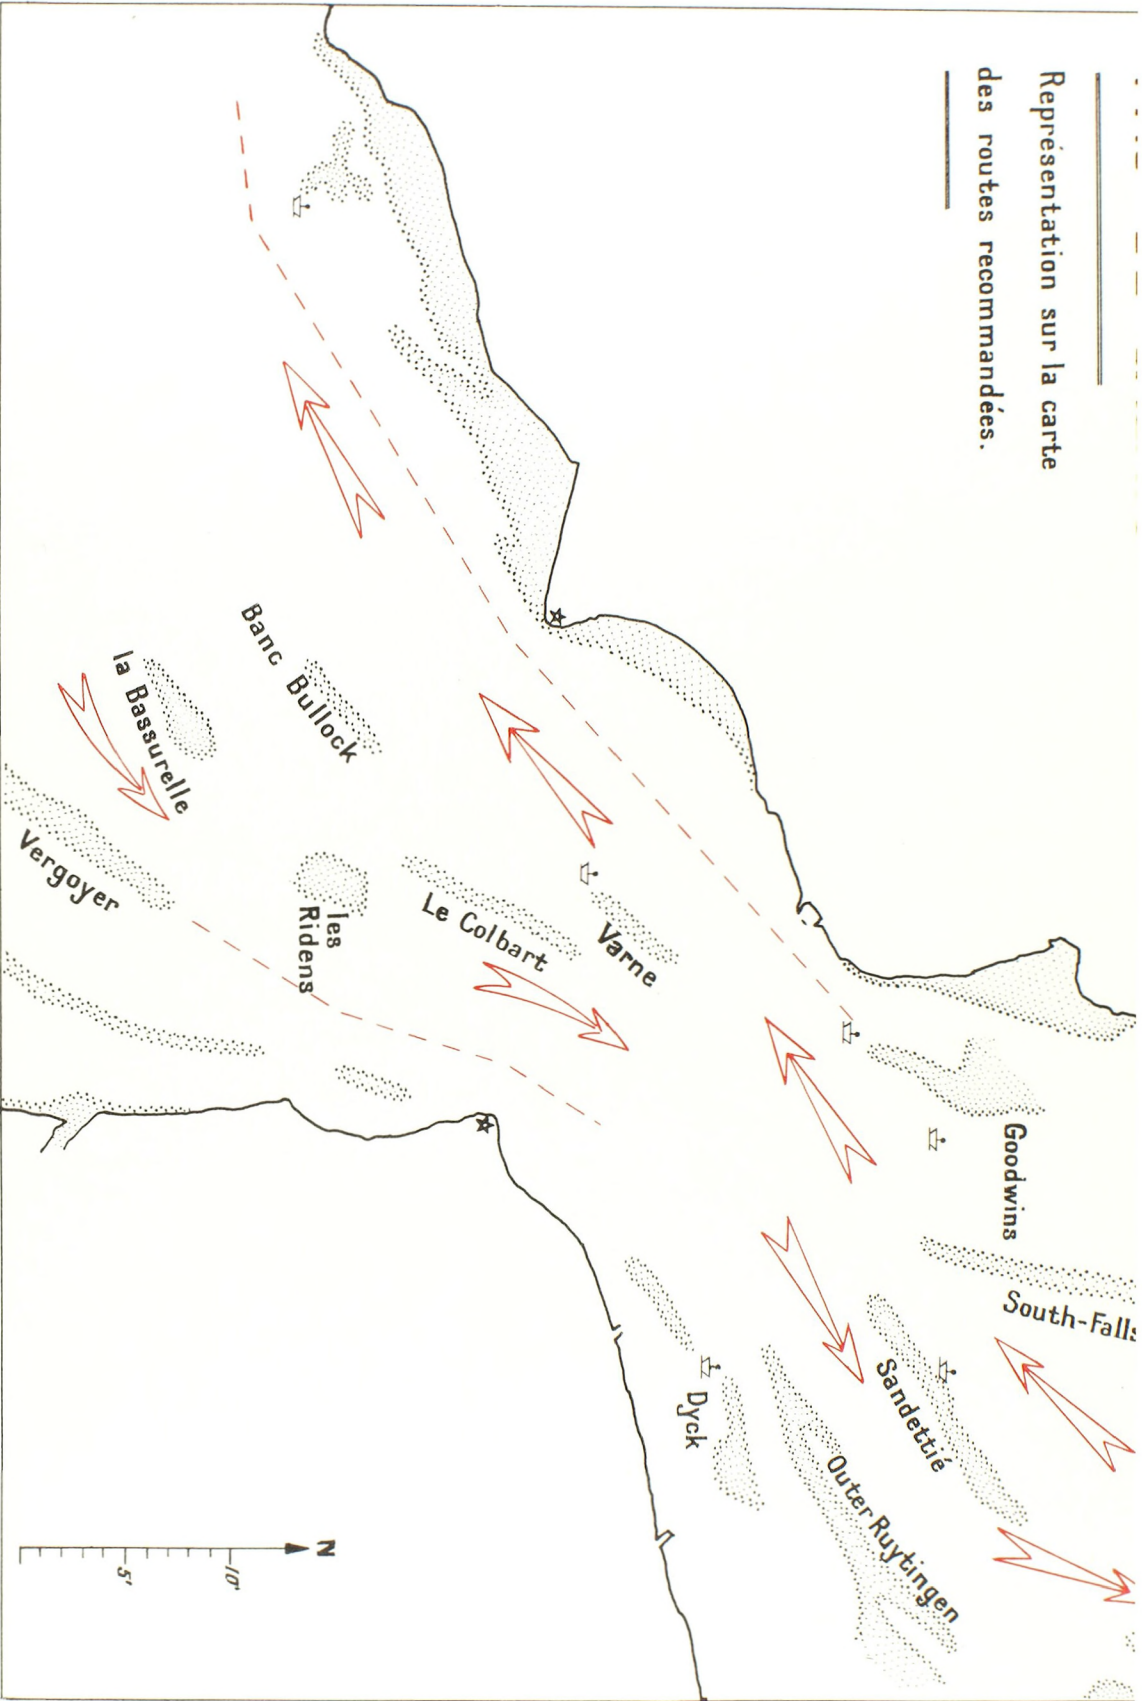 Représentation sur la carte
des routes recommandées.
Goodwins
South-Falls
Sandettié
Outer Ruytingen
Dyck
Varne
Le Colbart
les
Ridens
Banc Bullock
la Bassurelle
Vergoyer
N
10'
5'